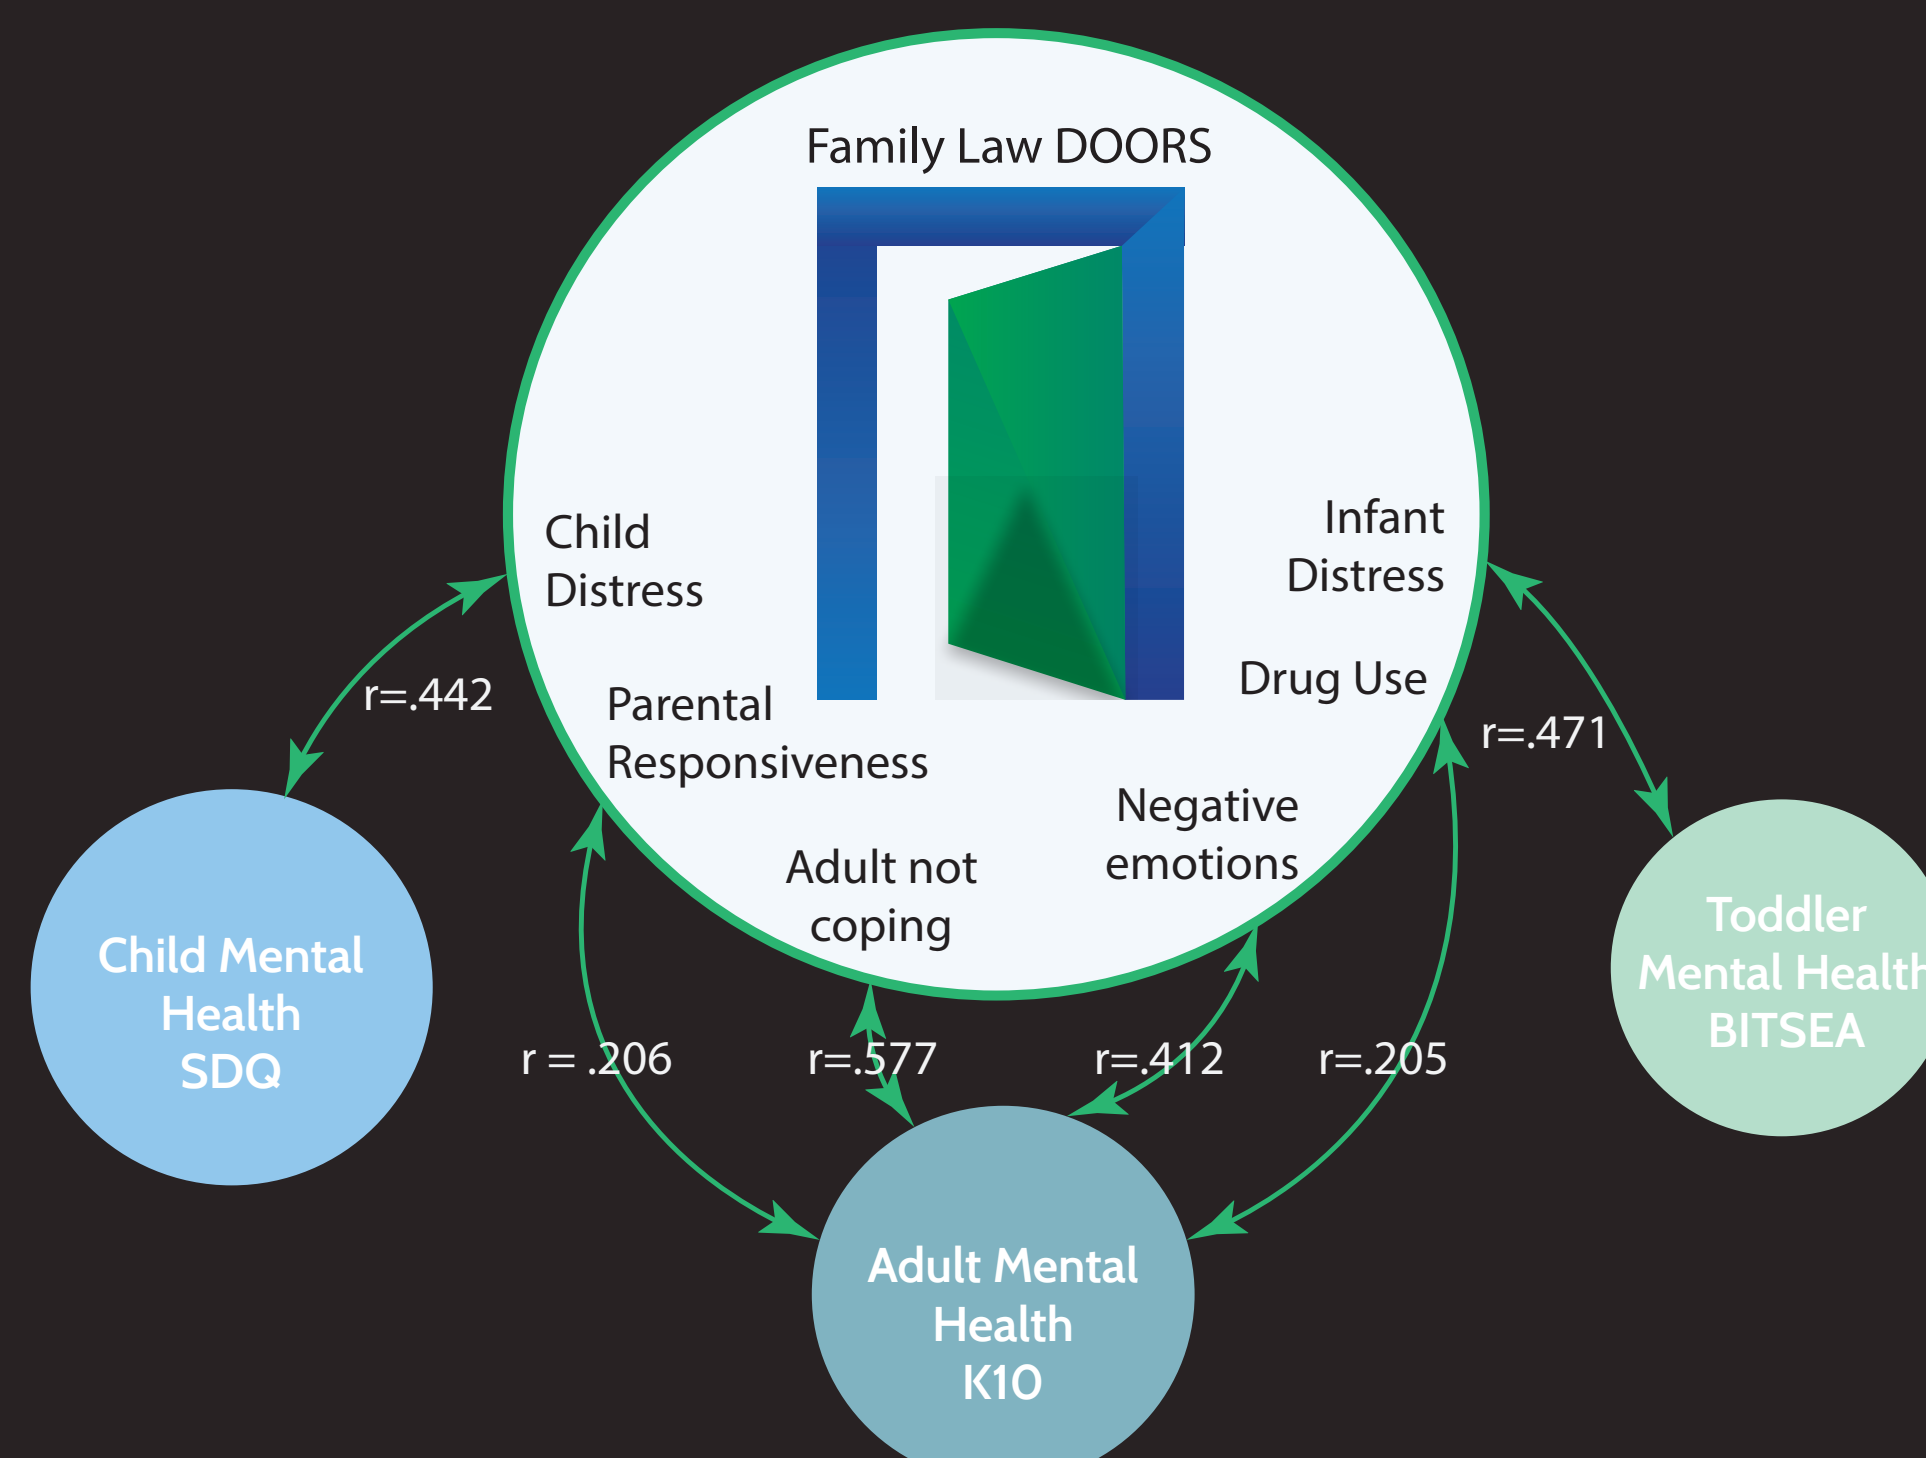 Family Law DOORS
Child
Distress
Infant
Distress
Parental
Responsiveness
Drug Use
Negative
emotions
Adult not
coping
r=.442
r=.471
r = .206
r=.577
r=.412
r=.205
Child Mental
Health
SDQ
Toddler
Mental Health
BITSEA
Adult Mental
Health
K10